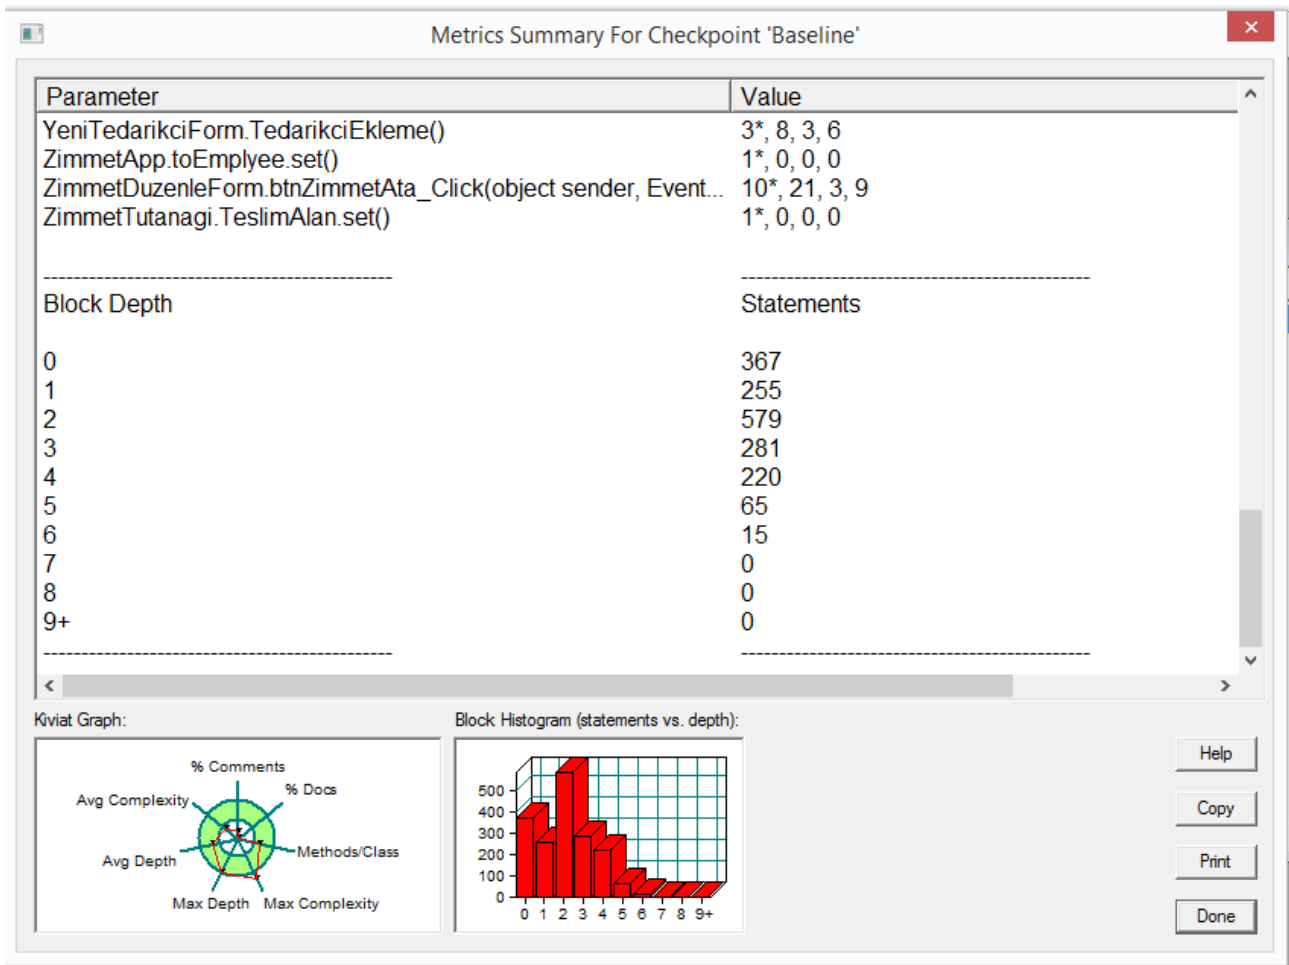 Metrics Summary For Checkpoint 'Baseline'
Parameter Value
YeniTedarikciForm.TedarikciEkleme() 3*, 8, 3, 6
ZimmetApp.toEmplyee.set() 1*, 0, 0, 0
ZimmetDuzenleForm.btnZimmetAta_Click(object sender, Event... 10*, 21, 3, 9
ZimmetTutanagi.TeslimAlan.set() 1*, 0, 0, 0
Block Depth Statements
0 367
1 255
2 579
3 281
4 220
5 65
6 15
7 0
8 0
9+ 0
Kiviat Graph:
% Comments
% Docs
Avg Complexity
Methods/Class
Avg Depth
Max Depth Max Complexity
Block Histogram (statements vs. depth):
500
400
300
200
100
0
0 1 2 3 4 5 6 7 8 9+
Help
Copy
Print
Done